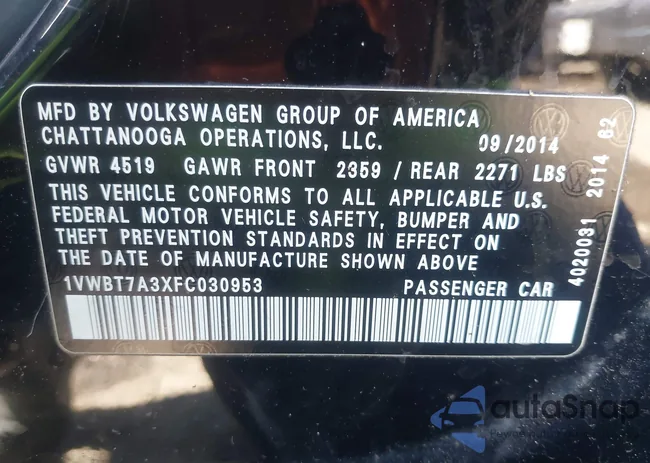 MFD BY VOLKSWAGEN GROUP OF AMERICA
CHATTANOOGA OPERATIONS, LLC. 09/2014
GVWR 4519 GAWR FRONT 2359 / REAR 2271 LBS
THIS VEHICLE CONFORMS TO ALL APPLICABLE U.S.
FEDERAL MOTOR VEHICLE SAFETY, BUMPER AND
THEFT PREVENTION STANDARDS IN EFFECT ON
THE DATE OF MANUFACTURE SHOWN ABOVE
1VWBT7A3XFC030953 PASSENGER CAR
4020031 2014 82
autoSnap